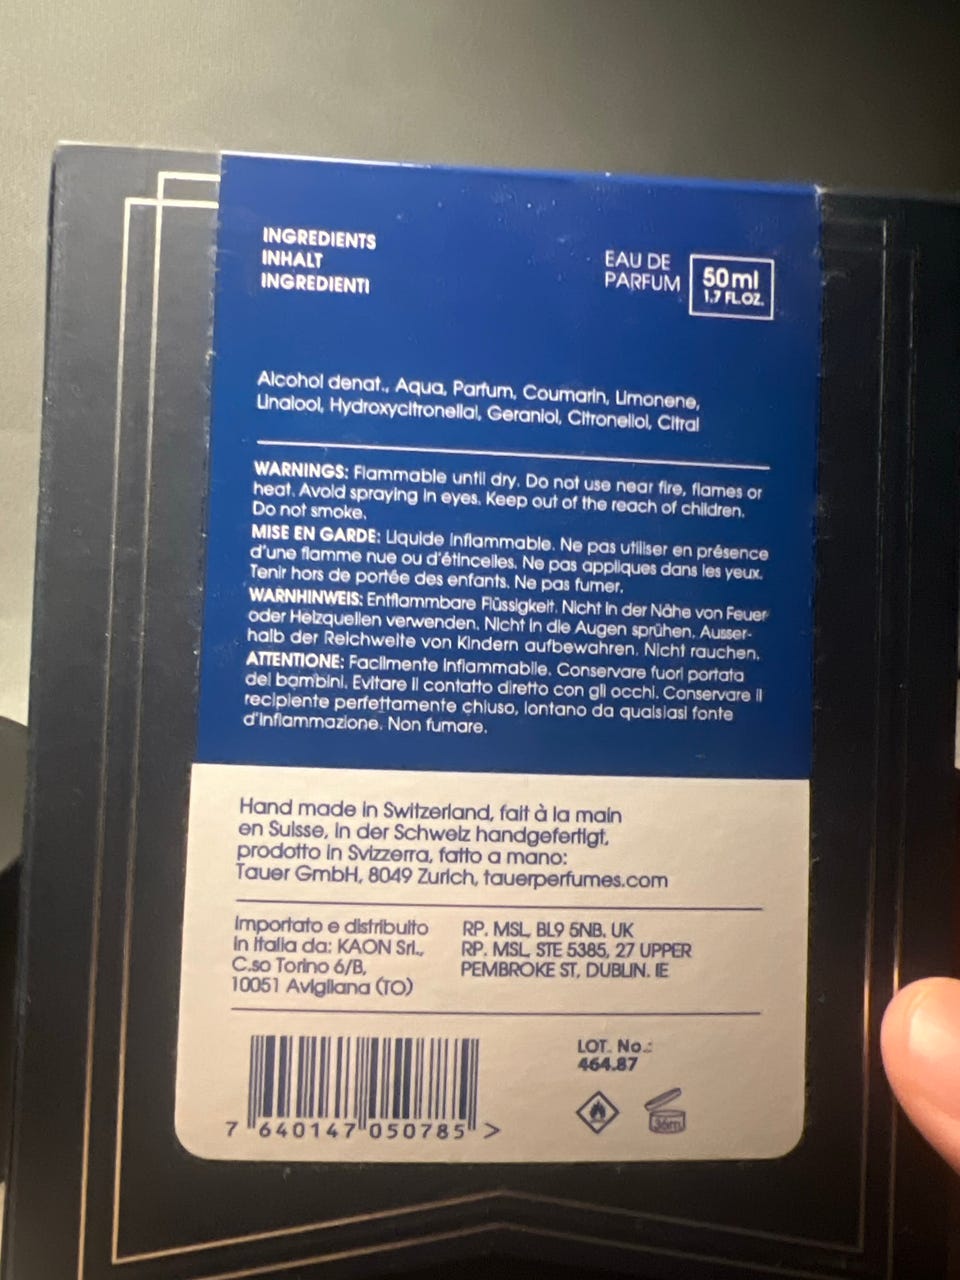 INGREDIENTS
INHALT
INGREDIENTI
EAU DE
PARFUM
50ml
1.7 FL.OZ.
Alcohol denat., Aqua, Parfum, Coumarin, Limonene,
Linalool, Hydroxycitronellal, Geraniol, Citronellol, Citral
WARNINGS: Flammable until dry. Do not use near fire, flames or
heat. Avoid spraying in eyes. Keep out of the reach of children.
Do not smoke.
MISE EN GARDE: Liquide inflammable. Ne pas utiliser en présence
d'une flamme nue ou d'étincelles. Ne pas appliques dans les yeux.
Tenir hors de portée des enfants. Ne pas fumer.
WARNHINWEIS: Entflammbare Flüssigkeit. Nicht in der Nähe von Feuer
oder Heizquellen verwenden. Nicht in die Augen sprühen. Ausser-
halb der Reichweite von Kindern aufbewahren. Nicht rauchen.
ATTENTIONE: Facilmente inflammabile. Conservare fuori portata
dei bambini. Evitare il contatto diretto con gli occhi. Conservare il
recipiente perfettamente chiuso, lontano da qualsiasi fonte
d'inflammazione. Non fumare.
Hand made in Switzerland, fait à la main
en Suisse, in der Schweiz handgefertigt,
prodotto in Svizzerra, fatto a mano:
Tauer GmbH, 8049 Zurich, tauerperfumes.com
Importato e distribuito
in Italia da: KAON Srl.,
C.so Torino 6/B,
10051 Avigliana (TO)
RP. MSL, BL9 5NB. UK
RP. MSL STE 5385, 27 UPPER
PEMBROKE ST, DUBLIN. IE
LOT. No.:
464.87
36m
7 640147 050785 >